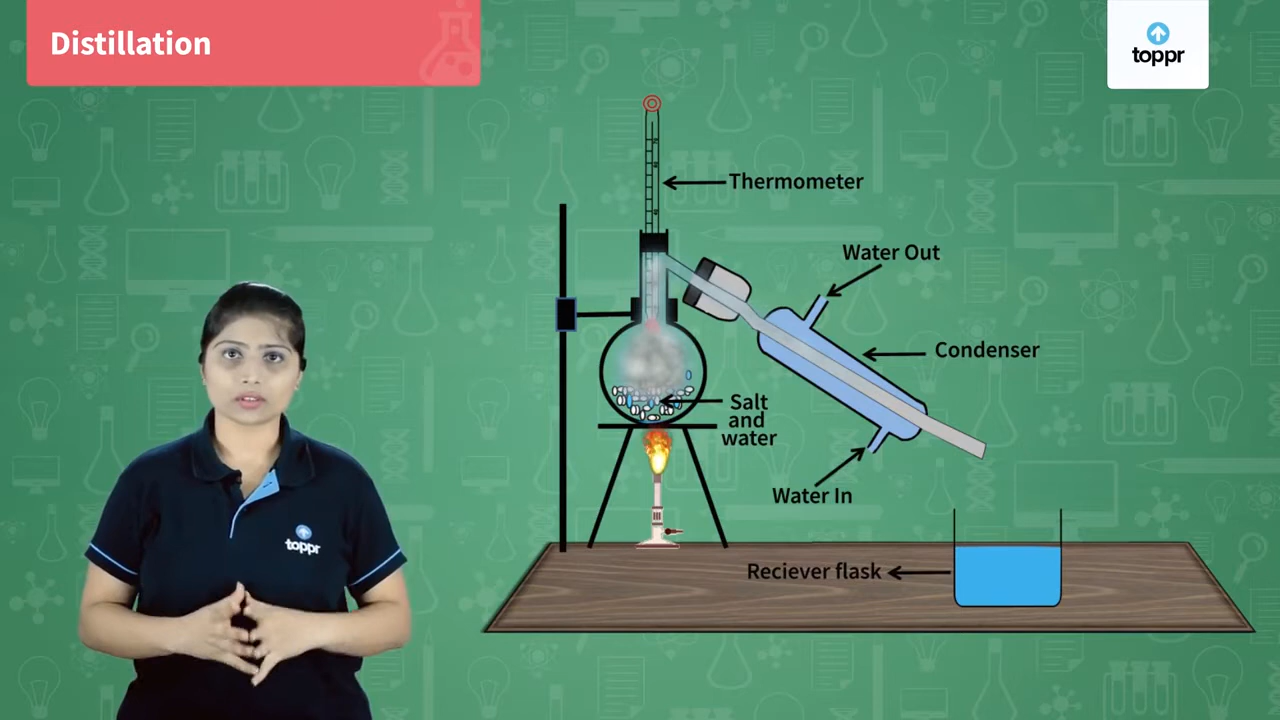 Distillation
toppr
Thermometer
Water Out
Condenser
Salt
and
water
Water In
toppr
Reciever flask